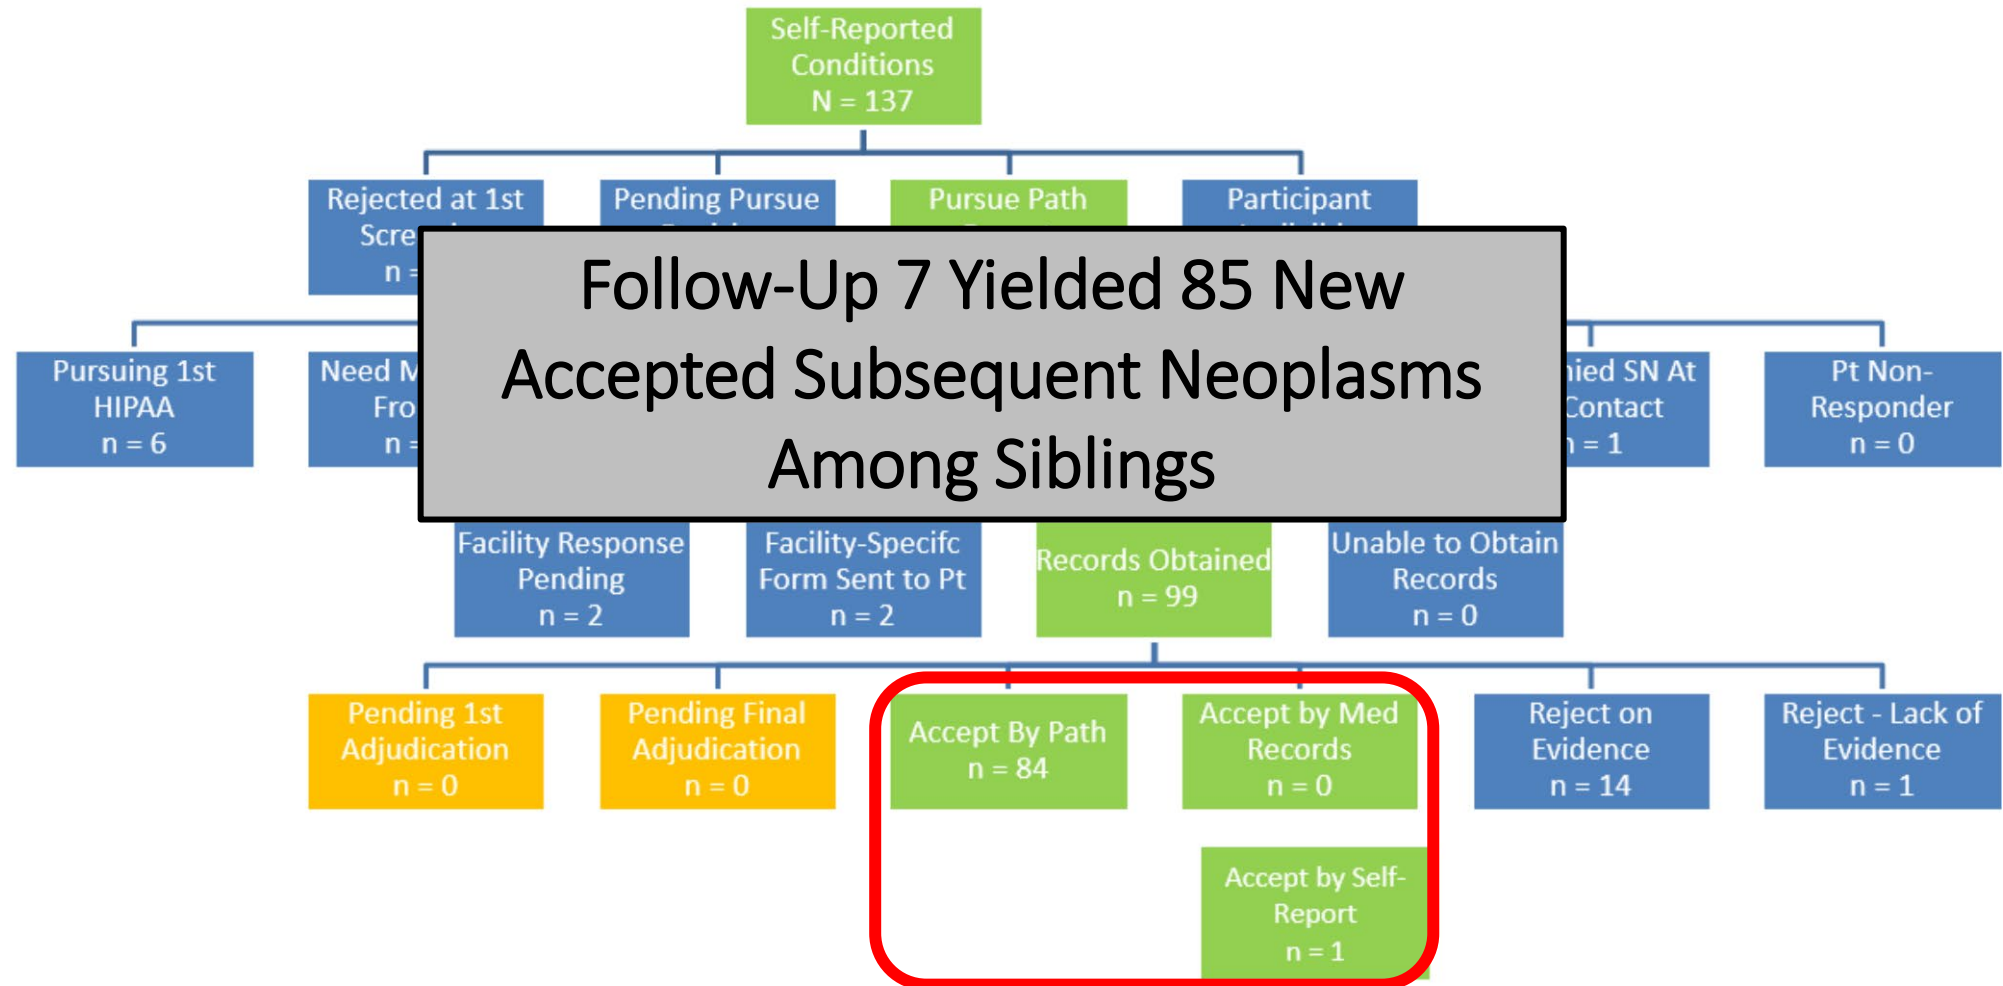 Self-Reported
Conditions
N = 137
Rejected at 1st
n =
Pending Pursue
Pursue Path
Participant
Follow-Up 7 Yielded 85 New
Accepted Subsequent Neoplasms
Among Siblings
Pursuing 1st
HIPAA
n = 6
Need
n =
SN At
Contact
= 1
Pt Non-
Responder
n = 0
Facility Response
Pending
n = 2
Facility-Specifc
Form Sent to Pt
n = 2
Records Obtained
n = 99
Unable to Obtain
Records
n = 0
Pending 1st
Adjudication
n = 0
Pending Final
Adjudication
n = 0
Accept By Path
n = 84
Accept by Med
Records
n = 0
Reject on
Evidence
n = 14
Reject - Lack of
Evidence
n = 1
Accept by Self-
Report
n = 1